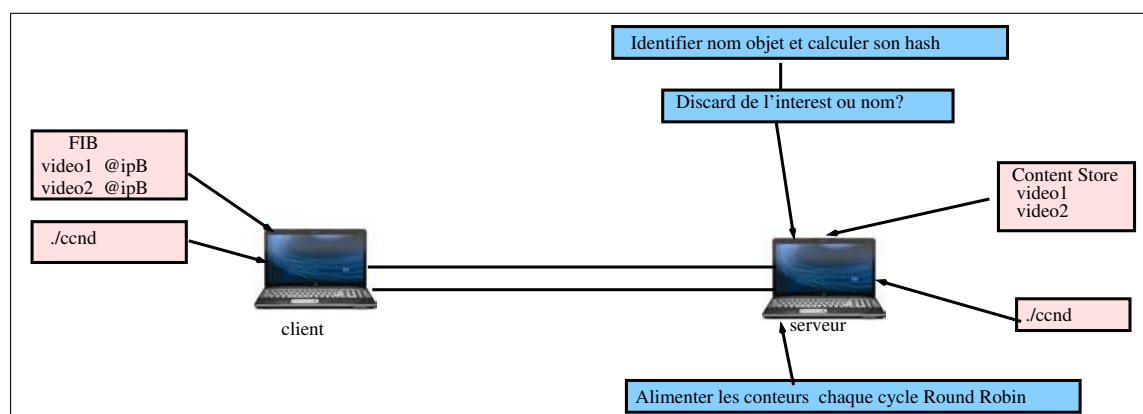 Identifier nom objet et calculer son hash
Discard de l'interest ou nom?
FIB
video1 @ipB
video2 @ipB
./ccnd
Content Store
video1
video2
./ccnd
client
serveur
Alimenter les conteurs chaque cycle Round Robin